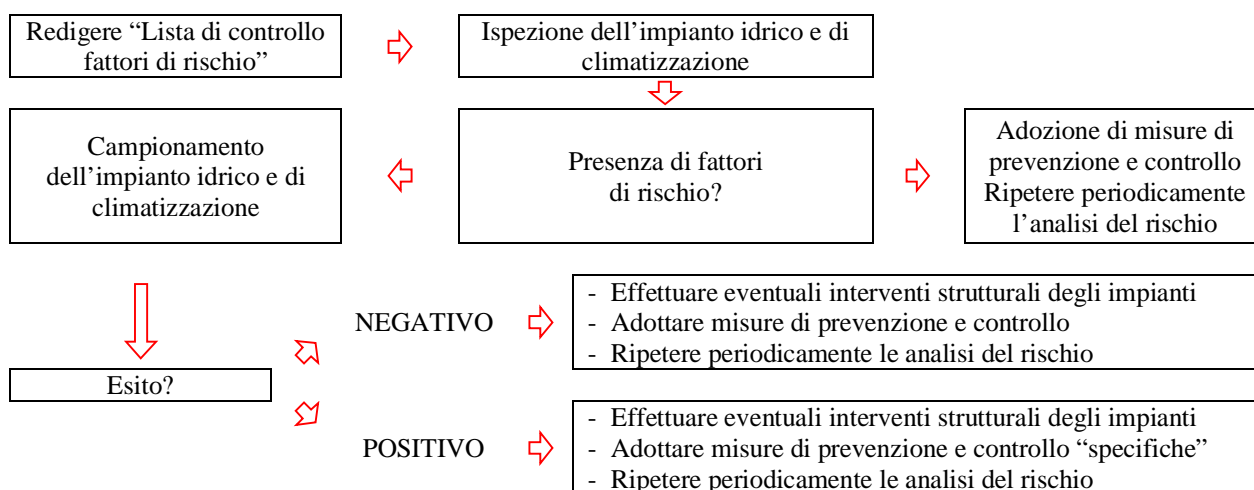 Redigere “Lista di controllo
fattori di rischio”
Ispezione dell’impianto idrico e di
climatizzazione
Campionamento
dell’impianto idrico e di
climatizzazione
Presenza di fattori
di rischio?
Adozione di misure di
prevenzione e controllo
Ripetere periodicamente
l’analisi del rischio
NEGATIVO
- Effettuare eventuali interventi strutturali degli impianti
- Adottare misure di prevenzione e controllo
- Ripetere periodicamente le analisi del rischio
Esito?
POSITIVO
- Effettuare eventuali interventi strutturali degli impianti
- Adottare misure di prevenzione e controllo “specifiche”
- Ripetere periodicamente le analisi del rischio